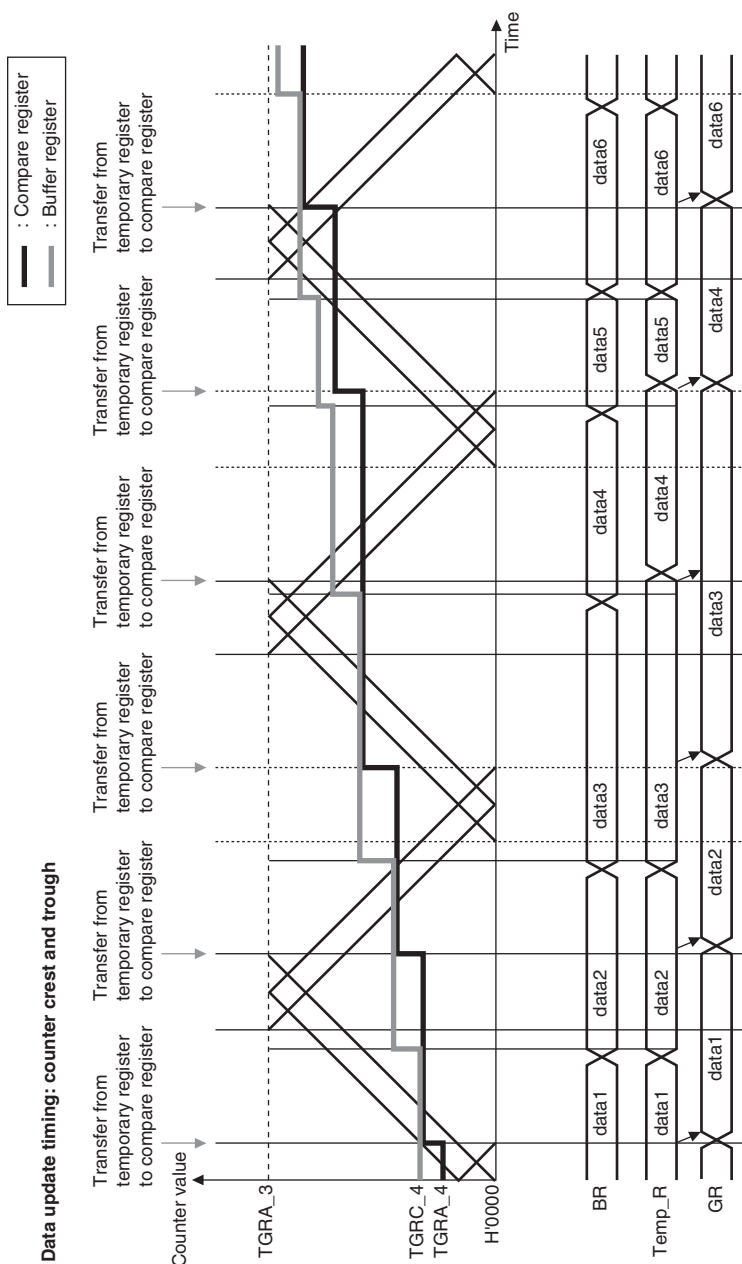 Data update timing: counter crest and trough
: Compare register
: Buffer register
Transfer from
temporary register
to compare register
Transfer from
temporary register
to compare register
Transfer from
temporary register
to compare register
Transfer from
temporary register
to compare register
Transfer from
temporary register
to compare register
Transfer from
temporary register
to compare register
Counter value
TGRA_3
TGRC_4
TGRA_4
H'0000
Time
BR
data1
data2
data3
data4
data5
data6
Temp_R
data1
data2
data3
data4
data5
data6
GR
data1
data2
data3
data4
data6